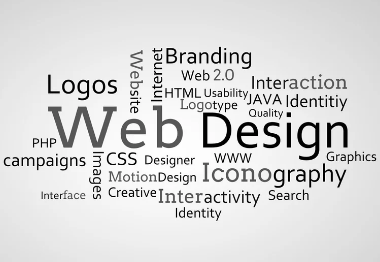 Branding
Website
Internet
Web 2.0
Logos
Interaction
HTML Usability
JAVA Identitiy
Logotype
Quality
Web Design
PHP
campaigns
Images
CSS Designer
WWW
Graphics
MotionDesign
Iconography
Interface
Creative
Interactivity
Search
Identity